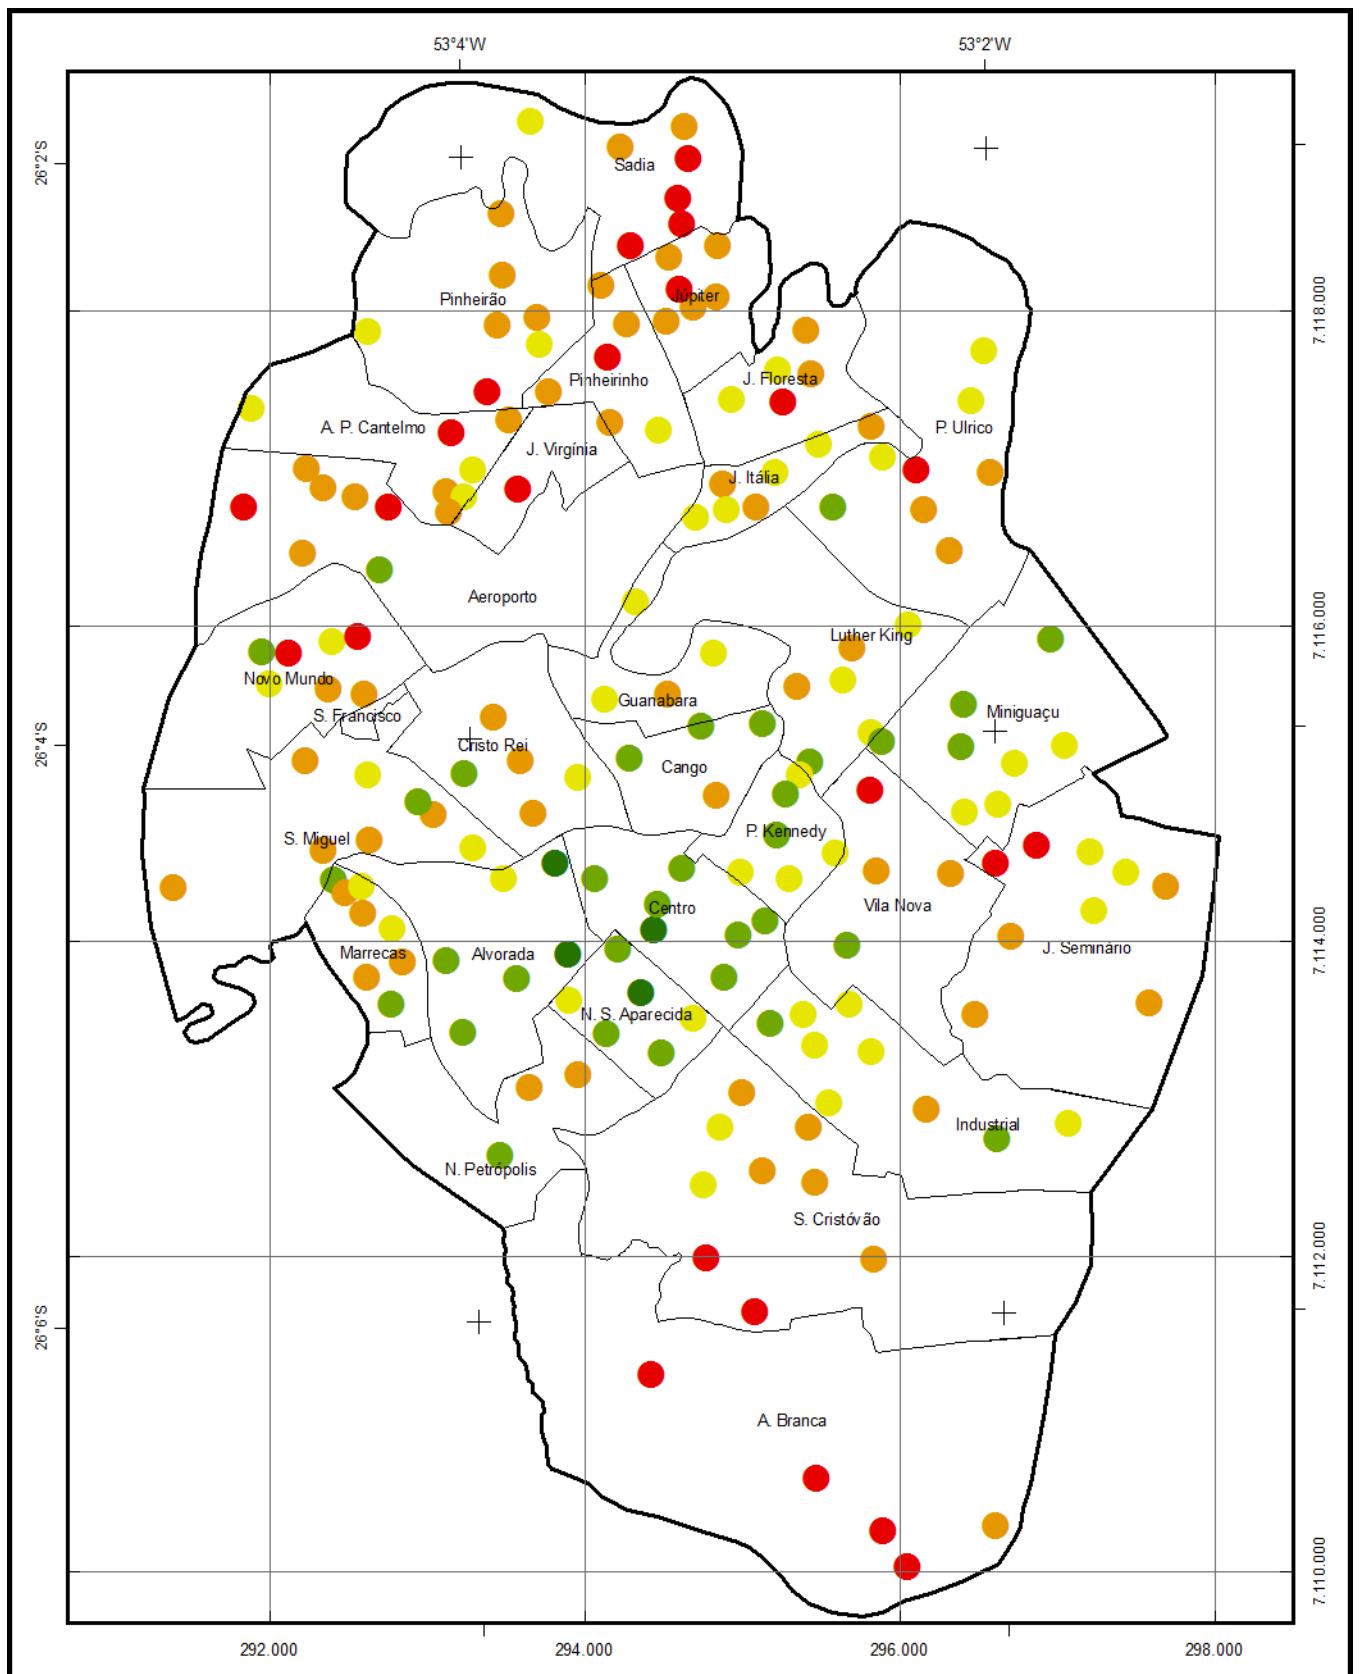 53°4'W 53°2'W
26°2'S
Sadia
Pinheirão
Júpiter
7.118.000
Pinheirinho
J. Floresta
A. P. Cantelmo
P. Ulrico
J. Virgínia
J. Itália
Aeroporto
Luther King
7.116.000
Novo Mundo
Guanabara
S. Francisco
Miniguaçu
26°4'S
Cristo Rei
Cango
P. Kennedy
S. Miguel
Vila Nova
Centro
Marrecas
Alvorada
J. Seminário
7.114.000
N. S. Aparecida
Industrial
N. Petrópolis
S. Cristóvão
7.112.000
26°6'S
A. Branca
7.110.000
292.000 294.000 296.000 298.000